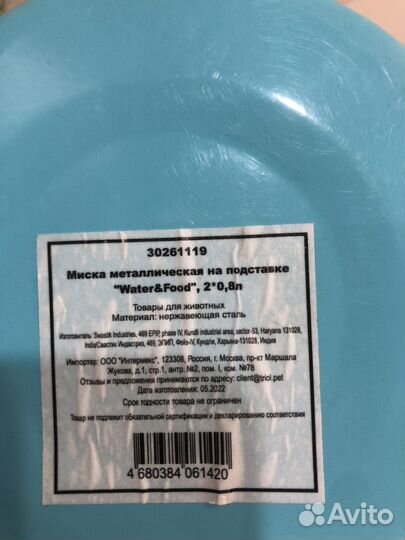 30261119
Миска металлическая на подставке
"Water&Food", 2*0,8л
Товары для животных
Материал: нержавеющая сталь
Изготовитель: Swastik Industries, 469 EPIP, phase IV, Kundli industrial area, sector-53, Haryana 131028,
India/Свастик Индастриз, 469, ЭПИП, Фейз-IV, Кундли, Харьяна 131028, Индия
Импортер: ООО "Интермекс", 123308, Россия, г. Москва, пр-кт Маршала
Жукова, д.1, стр.1, антр. №2, пом. I, ком. №78
Отзывы и предложения принимаются по адресу: client@triol.pet
Дата изготовления: 05.2022
Срок годности товара не ограничен
Товар не подлежит обязательной сертификации и декларированию соответствия
4 680384 061420
Avito